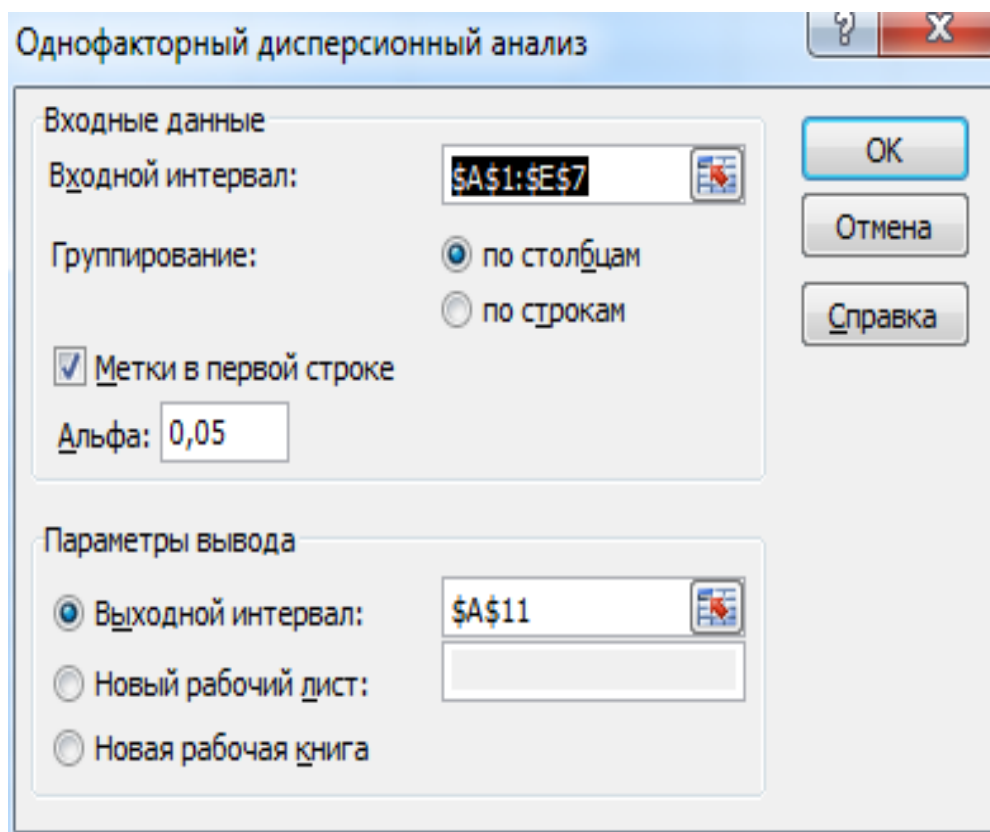 Однофакторный дисперсионный анализ
?
X
Входные данные
Входной интервал:
$A$1:$E$7
Группирование:
по столбцам
по строкам
Метки в первой строке
Альфа: 0,05
OK
Отмена
Справка
Параметры вывода
Выходной интервал:
$A$11
Новый рабочий лист:
Новая рабочая книга